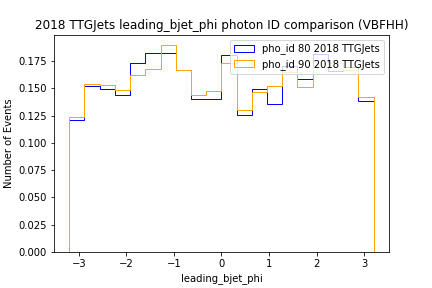 2018 TTGJets leading_bjet_phi photon ID comparison (VBFHH)
pho_id 80 2018 TTGJets
pho_id 90 2018 TTGJets
Number of Events
0.175
0.150
0.125
0.100
0.075
0.050
0.025
0.000
−3 −2 −1 0 1 2 3
leading_bjet_phi